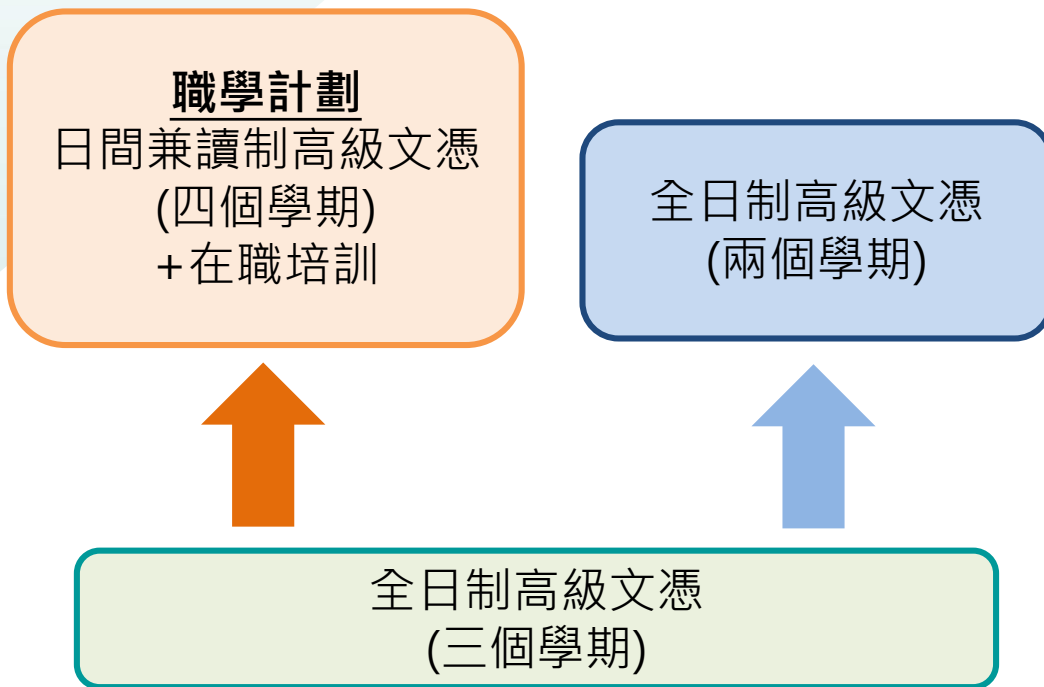 職學計劃
日間兼讀制高級文憑
(四個學期)
+在職培訓
全日制高級文憑
(兩個學期)
全日制高級文憑
(三個學期)